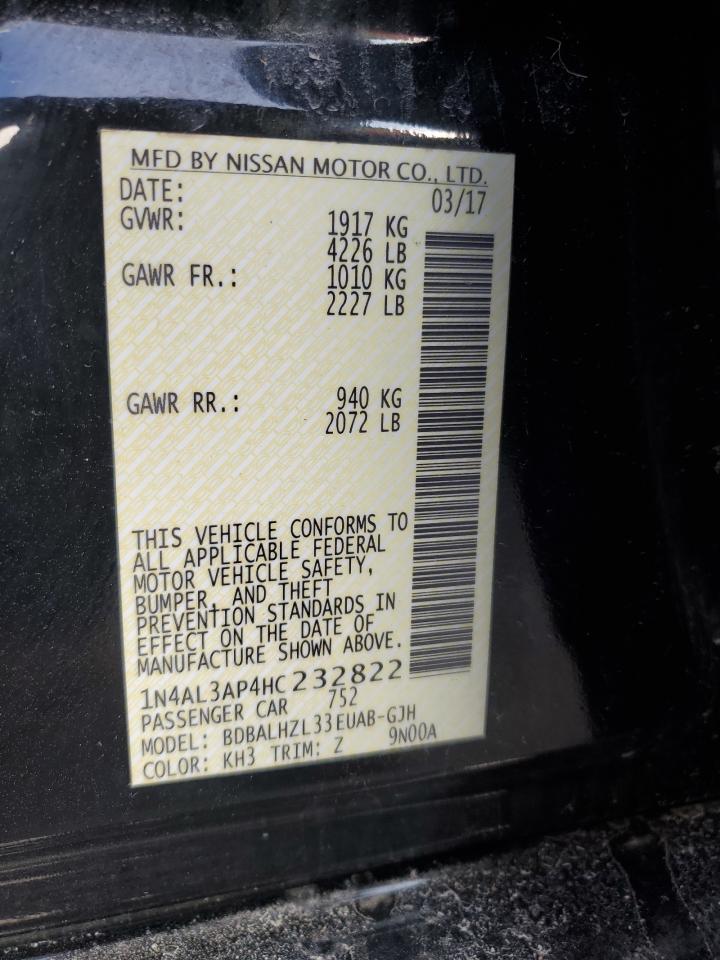 MFD BY NISSAN MOTOR CO., LTD.
DATE: 03/17
GVWR: 1917 KG
4226 LB
GAWR FR.: 1010 KG
2227 LB
GAWR RR.: 940 KG
2072 LB
THIS VEHICLE CONFORMS TO
ALL APPLICABLE FEDERAL
MOTOR VEHICLE SAFETY,
BUMPER, AND THEFT
PREVENTION STANDARDS IN
EFFECT ON THE DATE OF
MANUFACTURE SHOWN ABOVE.
1N4AL3AP4HC232822
PASSENGER CAR 752
MODEL: BDBALHZL33EUAB-GJH
COLOR: KH3 TRIM: Z 9N00A